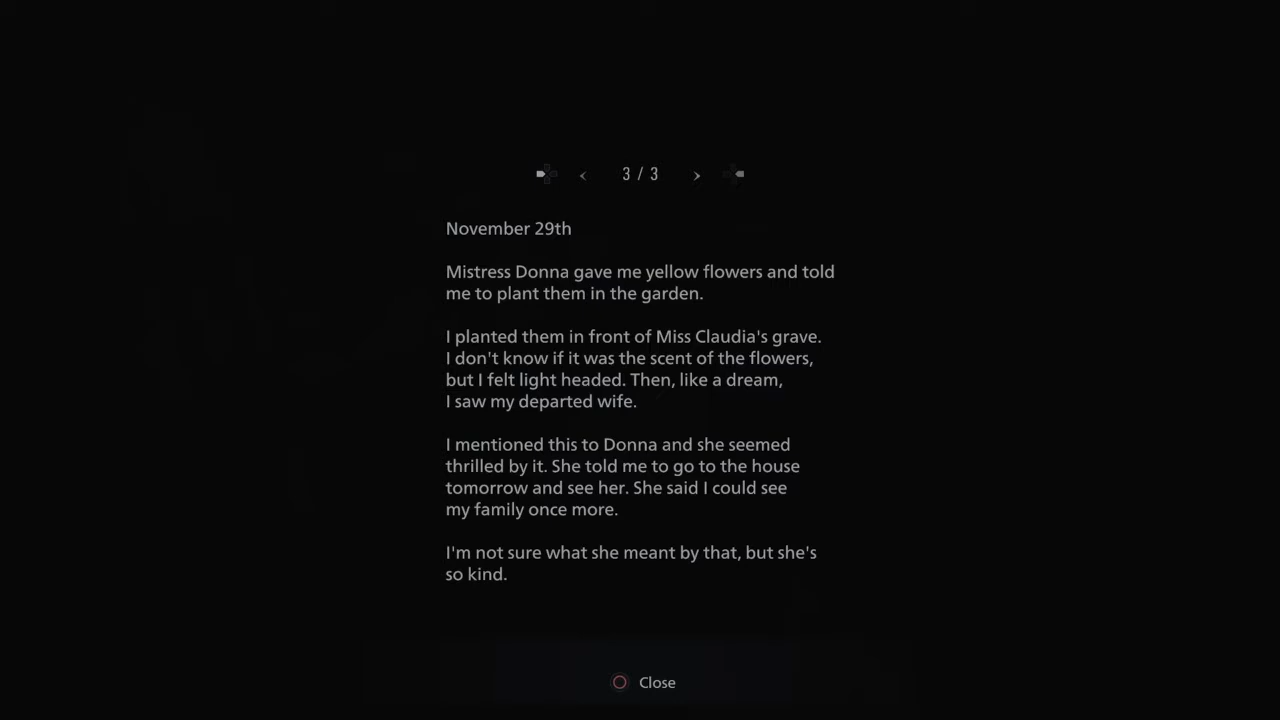 3 / 3
November 29th
Mistress Donna gave me yellow flowers and told
me to plant them in the garden.
I planted them in front of Miss Claudia's grave.
I don't know if it was the scent of the flowers,
but I felt light headed. Then, like a dream,
I saw my departed wife.
I mentioned this to Donna and she seemed
thrilled by it. She told me to go to the house
tomorrow and see her. She said I could see
my family once more.
I'm not sure what she meant by that, but she's
so kind.
Close